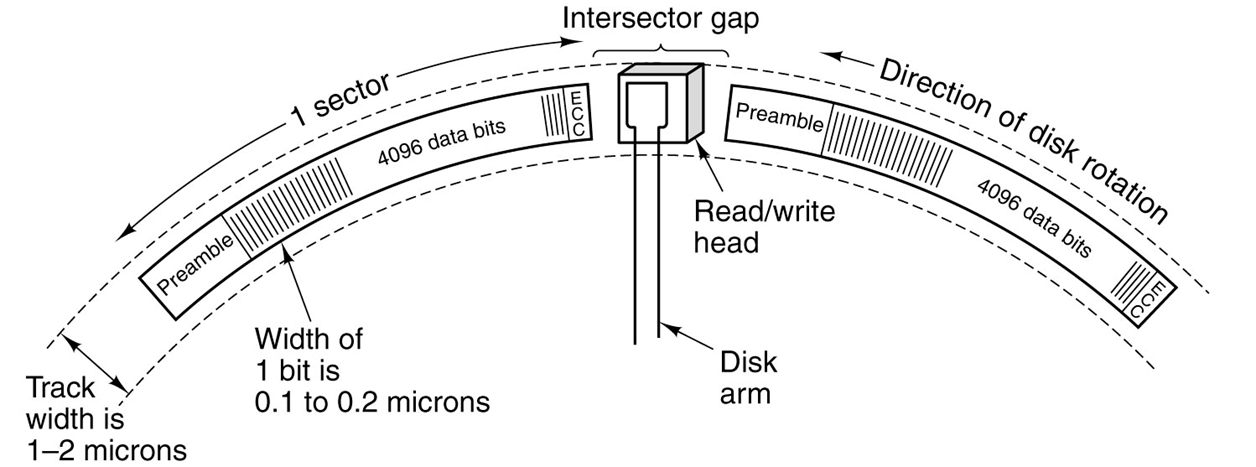 Intersector gap
1 sector
Direction of disk rotation
Preamble
4096 data bits
E
C
C
Preamble
4096 data bits
E
C
C
Read/write
head
Width of
1 bit is
0.1 to 0.2 microns
Disk
arm
Track
width is
1–2 microns